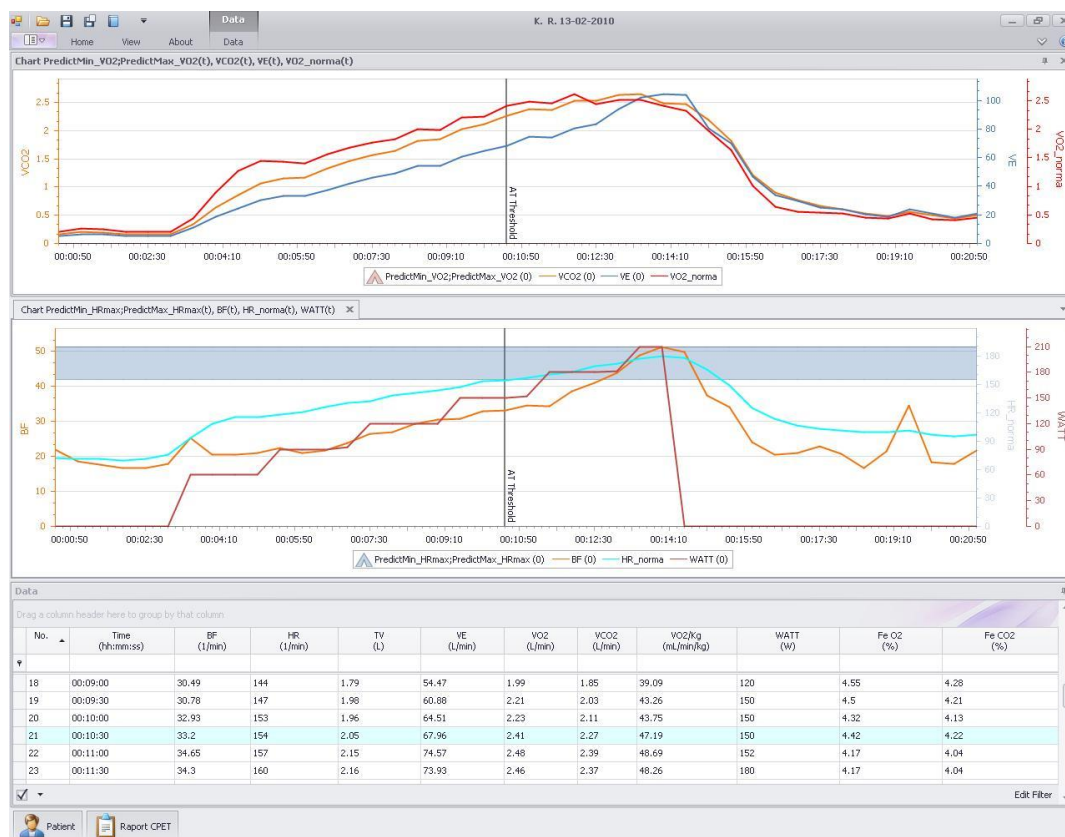 Data
K. R. 13-02-2010
Home View About Data
Chart PredictMin_VO2;PredictMax_VO2(t), VCO2(t), VE(t), VO2_norma(t)
2.5 100 2.5
2 80 2
1.5 60 1.5
1 40 1
0.5 20 0.5
0 0 0
VCO2
VE
VO2_norma
AT Threshold
00:00:50 00:02:30 00:04:10 00:05:50 00:07:30 00:09:10 00:10:50 00:12:30 00:14:10 00:15:50 00:17:30 00:19:10 00:20:50
PredictMin_VO2;PredictMax_VO2 (0) VCO2 (0) VE (0) VO2_norma
Chart PredictMin_HRmax;PredictMax_HRmax(t), BF(t), HR_norma(t), WATT(t)
50 180 210
40 150 180
30 120 150
20 90 120
10 60 90
0 30 60
0 30
0
BF
HR_norma
WATT
AT Threshold
00:00:50 00:02:30 00:04:10 00:05:50 00:07:30 00:09:10 00:10:50 00:12:30 00:14:10 00:15:50 00:17:30 00:19:10 00:20:50
PredictMin_HRmax;PredictMax_HRmax (0) BF (0) HR_norma WATT (0)
Data
Drag a column header here to group by that column
No. Time BF HR TV VE VO2 VCO2 VO2/Kg WATT Fe O2 Fe CO2
(hh:mm:ss) (1/min) (1/min) (L) (L/min) (L/min) (L/min) (mL/min/kg) (W) (%) (%)
18 00:09:00 30.49 144 1.79 54.47 1.99 1.85 39.09 120 4.55 4.28
19 00:09:30 30.78 147 1.98 60.88 2.21 2.03 43.26 150 4.5 4.21
20 00:10:00 32.93 153 1.96 64.51 2.23 2.11 43.75 150 4.32 4.13
21 00:10:30 33.2 154 2.05 67.96 2.41 2.27 47.19 150 4.42 4.22
22 00:11:00 34.65 157 2.15 74.57 2.48 2.39 48.69 152 4.17 4.04
23 00:11:30 34.3 160 2.16 73.93 2.46 2.37 48.26 180 4.17 4.04
Edit Filter
Patient Raport CPET